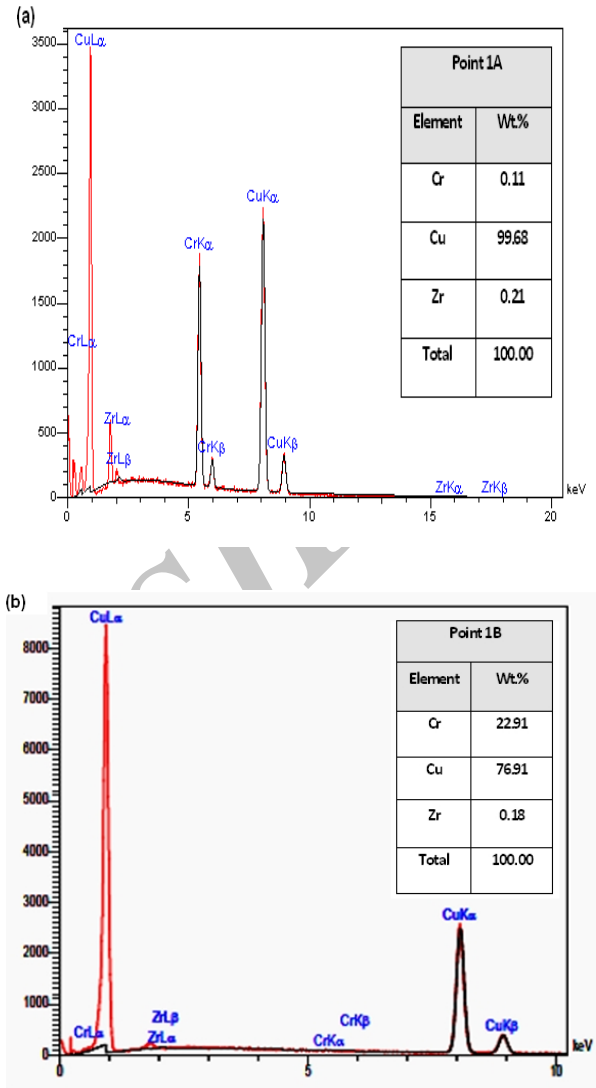 (a)
3500
3000
2500
2000
1500
1000
500
0
CuLα
CrLα
ZrLα
ZrLβ
CrKα
CrKβ
CuKα
CuKβ
ZrKα ZrKβ
0 5 10 15 20 keV
Point 1A
Element Wt.%
Cr 0.11
Cu 99.68
Zr 0.21
Total 100.00
(b)
8000
7000
6000
5000
4000
3000
2000
1000
0
CuLα
CrLα
ZrLβ
ZrLα
CrKβ
CrKα
CuKα
CuKβ
0 2 4 6 8 10 keV
Point 1B
Element Wt.%
Cr 22.91
Cu 76.91
Zr 0.18
Total 100.00